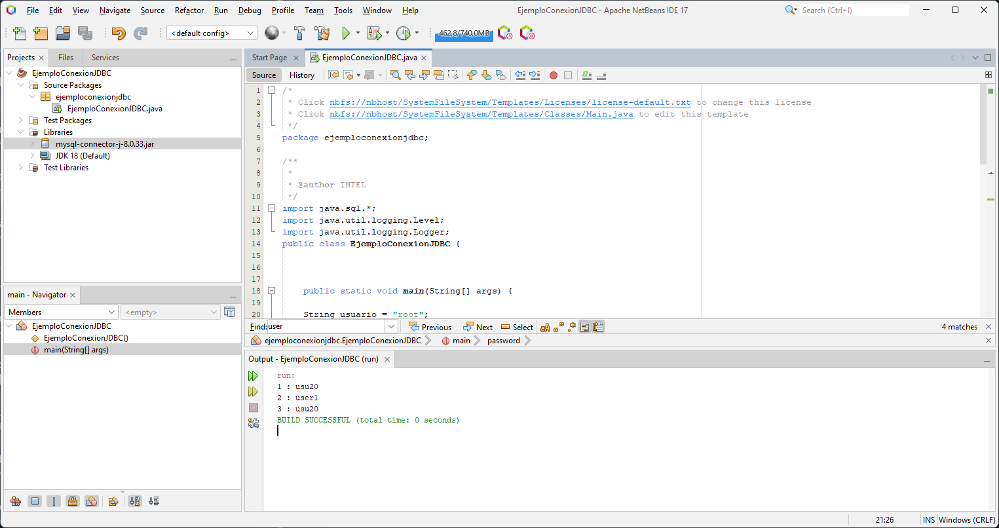 File Edit View Navigate Source Refactor Run Debug Profile Team Tools Window Help EjemploConexionJDBC - Apache NetBeans IDE 17 Search (Ctrl+I)
<default config> 462,8/740,0MB
Projects Files Services
EjemploConexionJDBC
Source Packages
ejemploconexionjdbc
EjemploConexionJDBC.java
Test Packages
Libraries
mysql-connector-j-8.0.33.jar
JDK 18 (Default)
Test Libraries
main - Navigator
Members <empty>
EjemploConexionJDBC
EjemploConexionJDBC()
main(String[] args)
Start Page EjemploConexionJDBC.java
Source History
1 /*
2 * Click nbfs://nbhost/SystemFileSystem/Templates/Licenses/license-default.txt to change this license
3 * Click nbfs://nbhost/SystemFileSystem/Templates/Classes/Main.java to edit this template
4 */
5 package ejemploconexionjdbc;
6
7 /**
8 *
9 * @author INTEL
10 */
11 import java.sql.*;
12 import java.util.logging.Level;
13 import java.util.logging.Logger;
14 public class EjemploConexionJDBC {
15
16
17
18 public static void main(String[] args) {
19
20 String usuario = "root";
Find: user Previous Next Select aA 4 matches
ejemploconexionjdbc.EjemploConexionJDBC main password
Output - EjemploConexionJDBC (run)
run:
1 : usu20
2 : user1
3 : usu20
BUILD SUCCESSFUL (total time: 0 seconds)
21:26 INS Windows (CRLF)